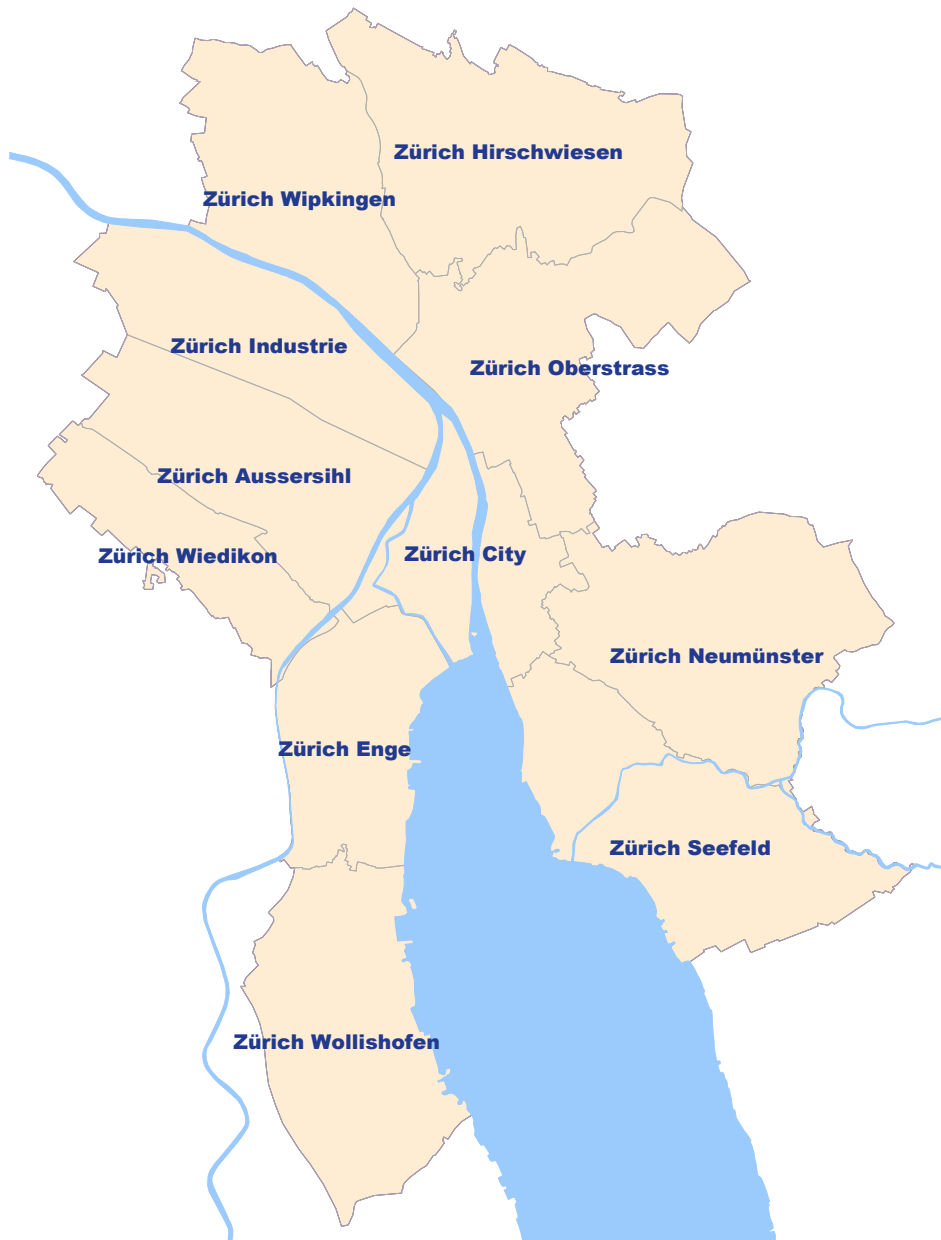 Zürich Hirschwiesen
Zürich Wipkingen
Zürich Industrie
Zürich Oberstrass
Zürich Aussersihl
Zürich City
Zürich Wiedikon
Zürich Neumünster
Zürich Enge
Zürich Seefeld
Zürich Wollishofen